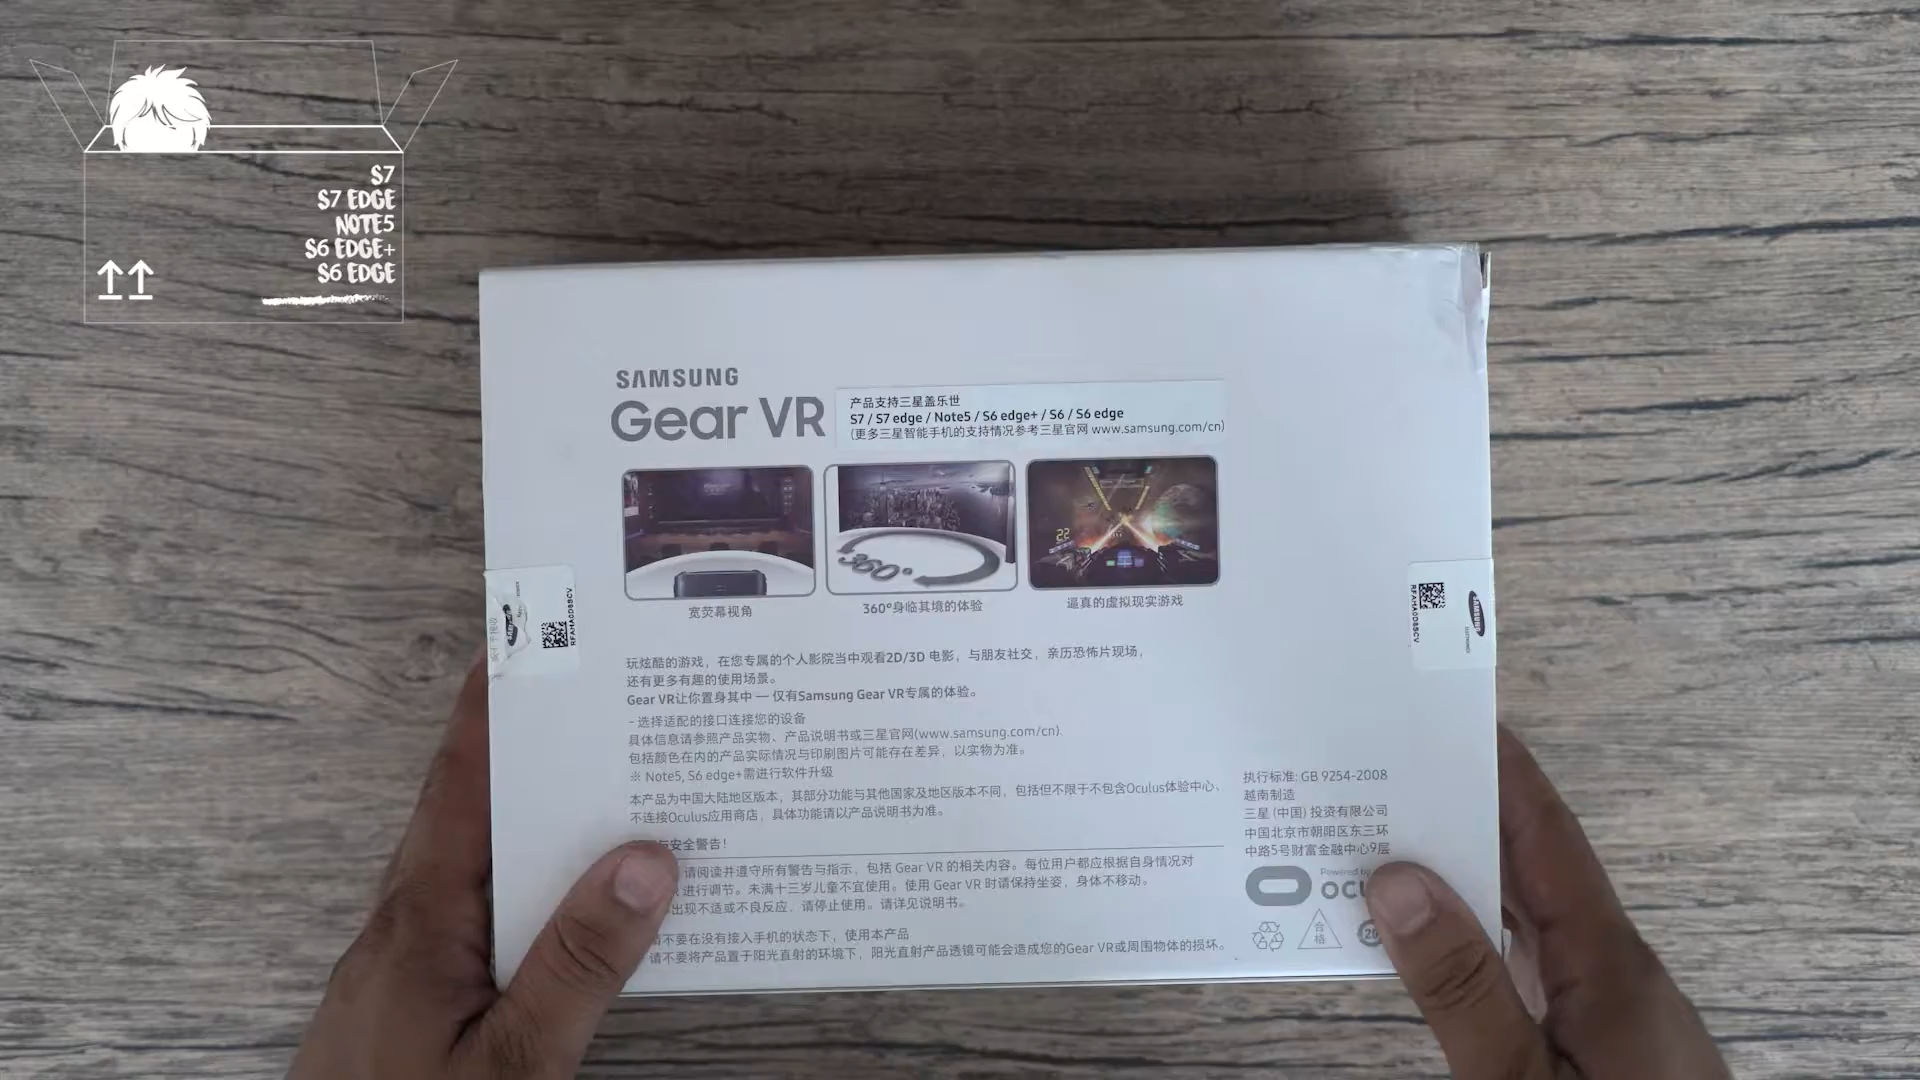 S7
S7 EDGE
NOTE5
S6 EDGE+
S6 EDGE
SAMSUNG
Gear VR
产品支持三星盖乐世
S7 / S7 edge / Note5 / S6 edge+ / S6 / S6 edge
(更多三星智能手机的支持情况参考三星官网 www.samsung.com/cn)
360°
22
宽荧幕视角
360°身临其境的体验
逼真的虚拟现实游戏
RFAHA0D8SCV
RFAHA0D8SCV
SAMSUNG
玩炫酷的游戏，在您专属的个人影院当中观看2D/3D 电影，与朋友社交，亲历恐怖片现场，
还有更多有趣的使用场景。
Gear VR让你置身其中 — 仅有Samsung Gear VR专属的体验。
- 选择适配的接口连接您的设备
具体信息请参照产品实物、产品说明书或三星官网(www.samsung.com/cn).
包括颜色在内的产品实际情况与印刷图片可能存在差异，以实物为准。
※ Note5, S6 edge+需进行软件升级
本产品为中国大陆地区版本，其部分功能与其他国家及地区版本不同，包括但不限于不包含Oculus体验中心、
不连接Oculus应用商店，具体功能请以产品说明书为准。
与安全警告!
请阅读并遵守所有警告与指示，包括 Gear VR 的相关内容。每位用户都应根据自身情况对
进行调节。未满十三岁儿童不宜使用。使用 Gear VR 时请保持坐姿，身体不移动。
出现不适或不良反应，请停止使用。请详见说明书。
请不要在没有接入手机的状态下，使用本产品
请不要将产品置于阳光直射的环境下，阳光直射产品透镜可能会造成您的Gear VR或周围物体的损坏。
执行标准: GB 9254-2008
越南制造
三星 (中国) 投资有限公司
中国北京市朝阳区东三环
中路5号财富金融中心9层
Powered by
合格
20